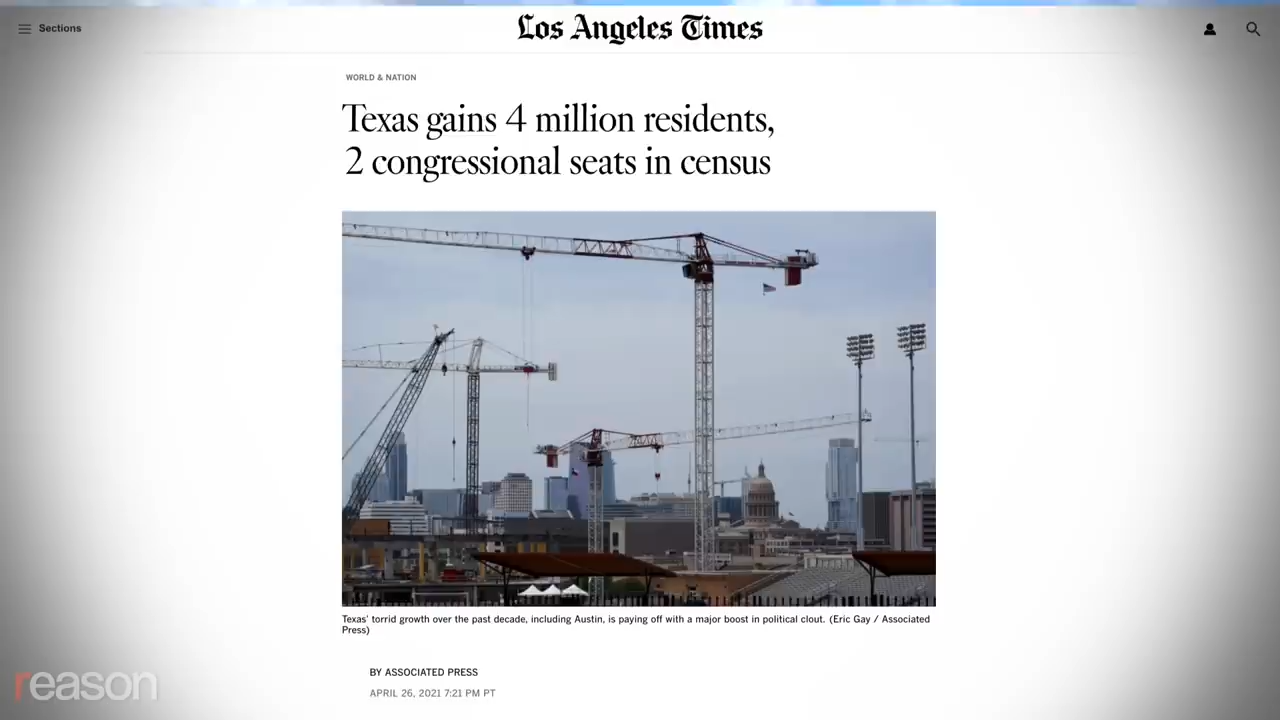 Sections
Los Angeles Times
WORLD & NATION
Texas gains 4 million residents,
2 congressional seats in census
Texas' torrid growth over the past decade, including Austin, is paying off with a major boost in political clout. (Eric Gay / Associated
Press)
BY ASSOCIATED PRESS
APRIL 26, 2021 7:21 PM PT
reason